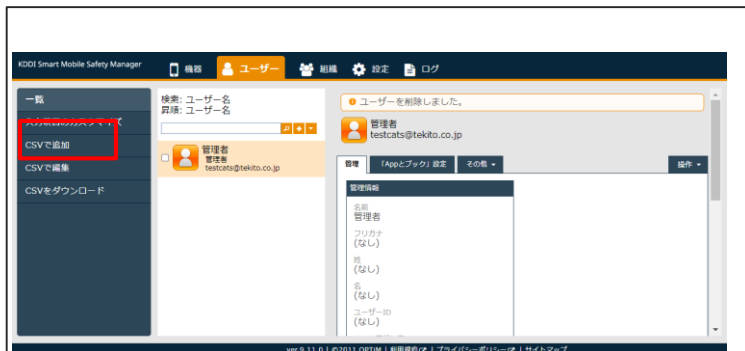 KDDI Smart Mobile Safety Manager
機器
ユーザー
組織
設定
ログ
一覧
CSVで追加
CSVで編集
CSVをダウンロード
検索: ユーザー名
昇順: ユーザー名
管理者
管理者
testcats@tekito.co.jp
ユーザーを削除しました。
管理者
testcats@tekito.co.jp
管理
「Appとブック」設定
その他
操作
管理情報
名前
管理者
フリガナ
(なし)
姓
(なし)
名
(なし)
ユーザーID
(なし)
ver.9.11.0 | ©2011 OPTiM | 利用規約 | プライバシーポリシー | サイトマップ